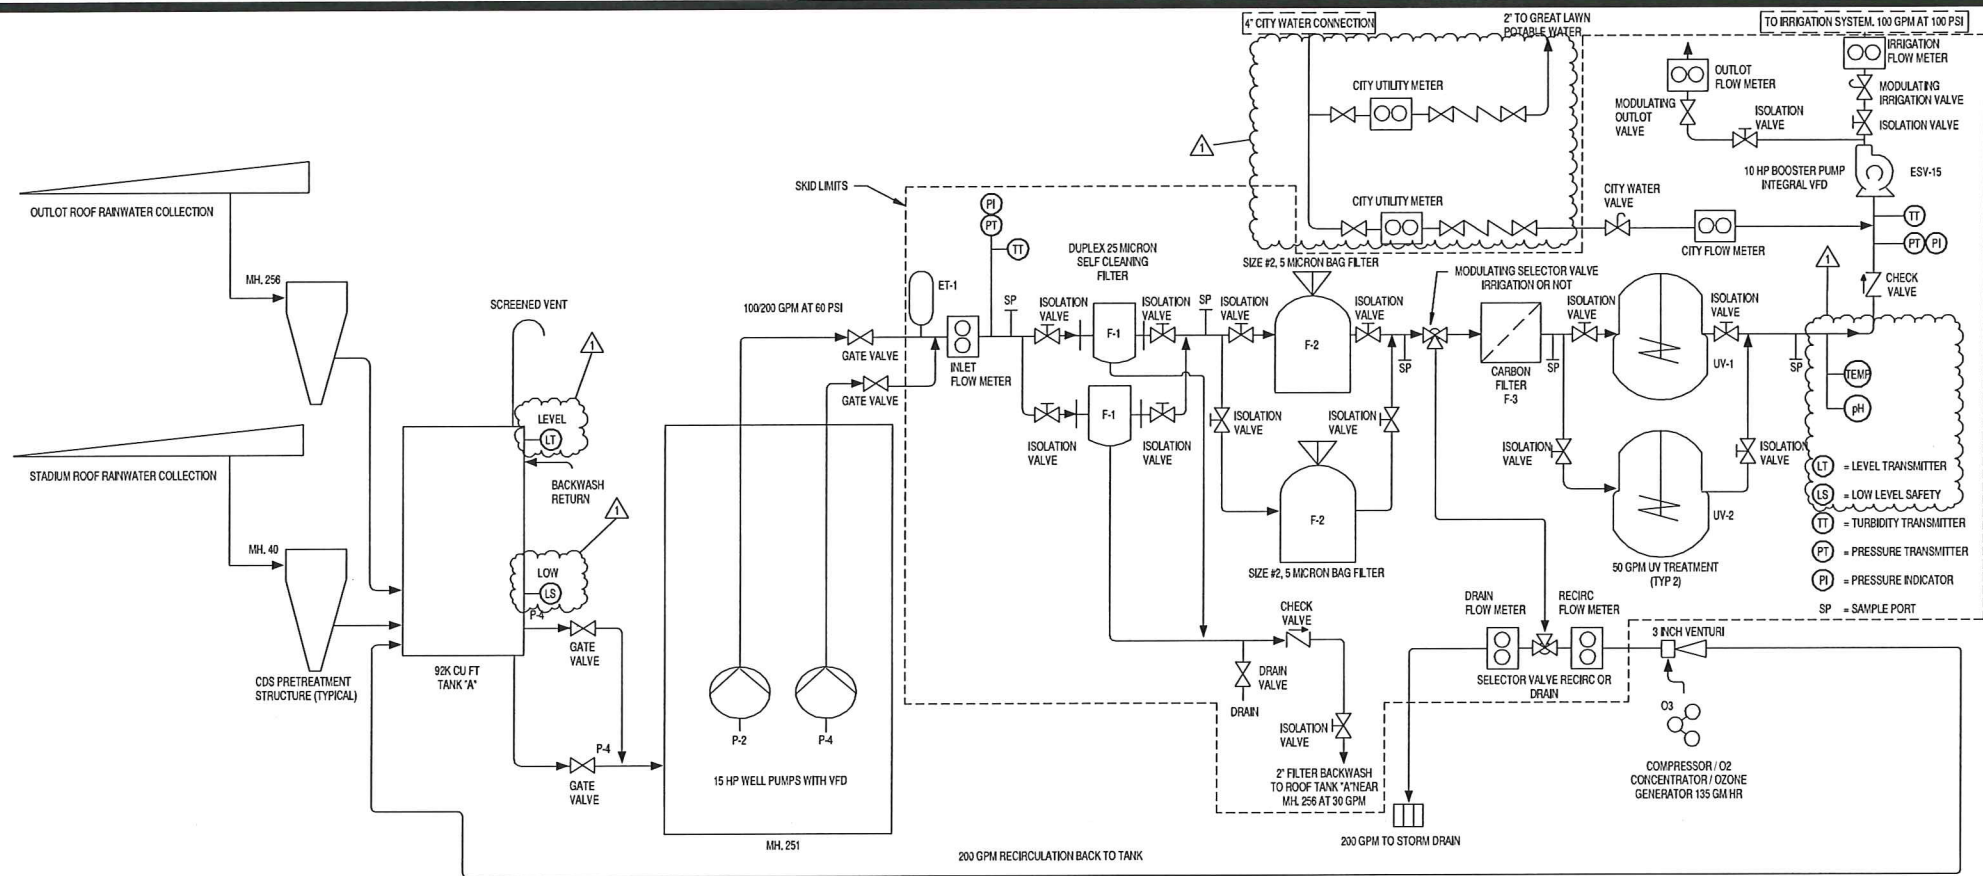 4" CITY WATER CONNECTION
2" TO GREAT LAWN
POTABLE WATER
TO IRRIGATION SYSTEM, 100 GPM AT 100 PSI
IRRIGATION
FLOW METER
OUTLOT
FLOW METER
MODULATING
IRRIGATION VALVE
ISOLATION VALVE
MODULATING
OUTLOT
VALVE
ISOLATION
VALVE
CITY UTILITY METER
1
10 HP BOOSTER PUMP
INTEGRAL VFD
ESV-15
SKID LIMITS
CITY WATER
VALVE
CITY UTILITY METER
CITY FLOW METER
TT
PT
PI
OUTLOT ROOF RAINWATER COLLECTION
PI
PT
TT
DUPLEX 25 MICRON
SELF CLEANING
FILTER
SIZE #2, 5 MICRON BAG FILTER
MODULATING SELECTOR VALVE
IRRIGATION OR NOT
1
CHECK
VALVE
MH. 256
SCREENED VENT
100/200 GPM AT 60 PSI
ET-1
SP
ISOLATION
VALVE
ISOLATION
VALVE
SP
ISOLATION
VALVE
ISOLATION
VALVE
ISOLATION
VALVE
ISOLATION
VALVE
GATE VALVE
INLET
FLOW METER
F-1
F-2
SP
CARBON
FILTER
F-3
SP
UV-1
SP
TEMP
pH
GATE VALVE
F-1
ISOLATION
VALVE
ISOLATION
VALVE
ISOLATION
VALVE
ISOLATION
VALVE
ISOLATION
VALVE
ISOLATION
VALVE
1
LEVEL
LT
BACKWASH
RETURN
STADIUM ROOF RAINWATER COLLECTION
LT = LEVEL TRANSMITTER
LS = LOW LEVEL SAFETY
TT = TURBIDITY TRANSMITTER
PT = PRESSURE TRANSMITTER
PI = PRESSURE INDICATOR
SP = SAMPLE PORT
F-2
UV-2
SIZE #2, 5 MICRON BAG FILTER
50 GPM UV TREATMENT
(TYP 2)
MH. 40
1
LOW
LS
P-4
GATE
VALVE
CHECK
VALVE
DRAIN
FLOW METER
RECIRC
FLOW METER
3 INCH VENTURI
CDS PRETREATMENT
STRUCTURE (TYPICAL)
92K CU FT
TANK "A"
DRAIN
VALVE
DRAIN
SELECTOR VALVE RECIRC OR
DRAIN
O3
P-2
P-4
P-4
GATE
VALVE
15 HP WELL PUMPS WITH VFD
ISOLATION
VALVE
2" FILTER BACKWASH
TO ROOF TANK "A"NEAR
MH. 256 AT 30 GPM
COMPRESSOR / O2
CONCENTRATOR / OZONE
GENERATOR 135 GM HR
MH. 251
200 GPM TO STORM DRAIN
200 GPM RECIRCULATION BACK TO TANK